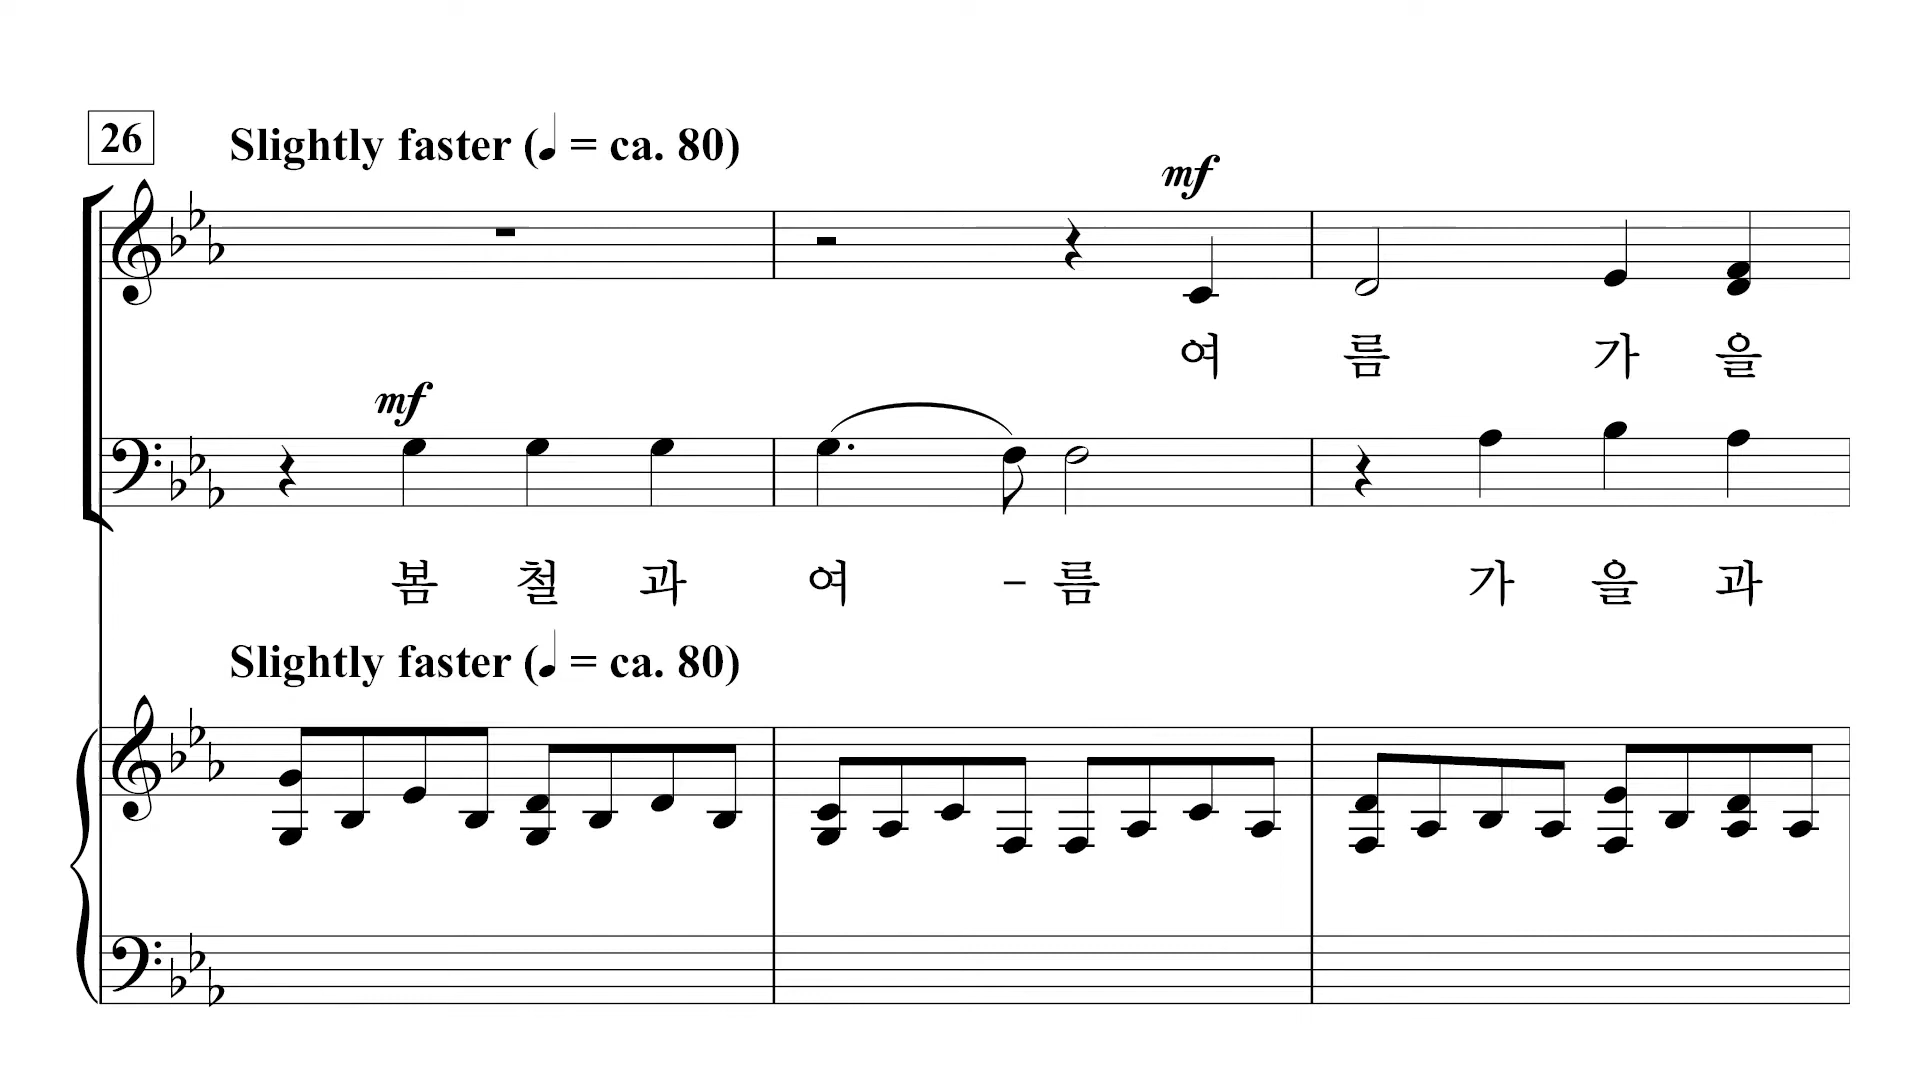 26 Slightly faster (♩ = ca. 80)
mf
여 름 가 을
mf
봄 철 과 여 - 름 가 을 과
Slightly faster (♩ = ca. 80)